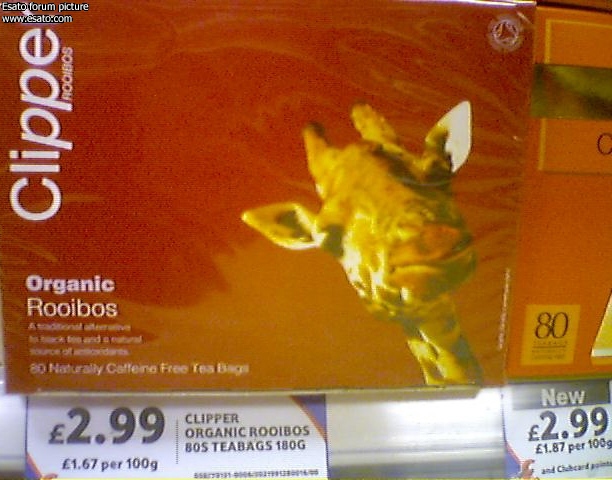 Esato forum picture
www.esato.com
Clippe
ROOIBOS
Organic
Rooibos
A traditional alternative
to black tea and a natural
source of antioxidants.
80 Naturally Caffeine Free Tea Bags
80
£2.99
£1.67 per 100g
CLIPPER
ORGANIC ROOIBOS
80S TEABAGS 180G
New
£2.99
£1.87 per 100g
and Clubcard points